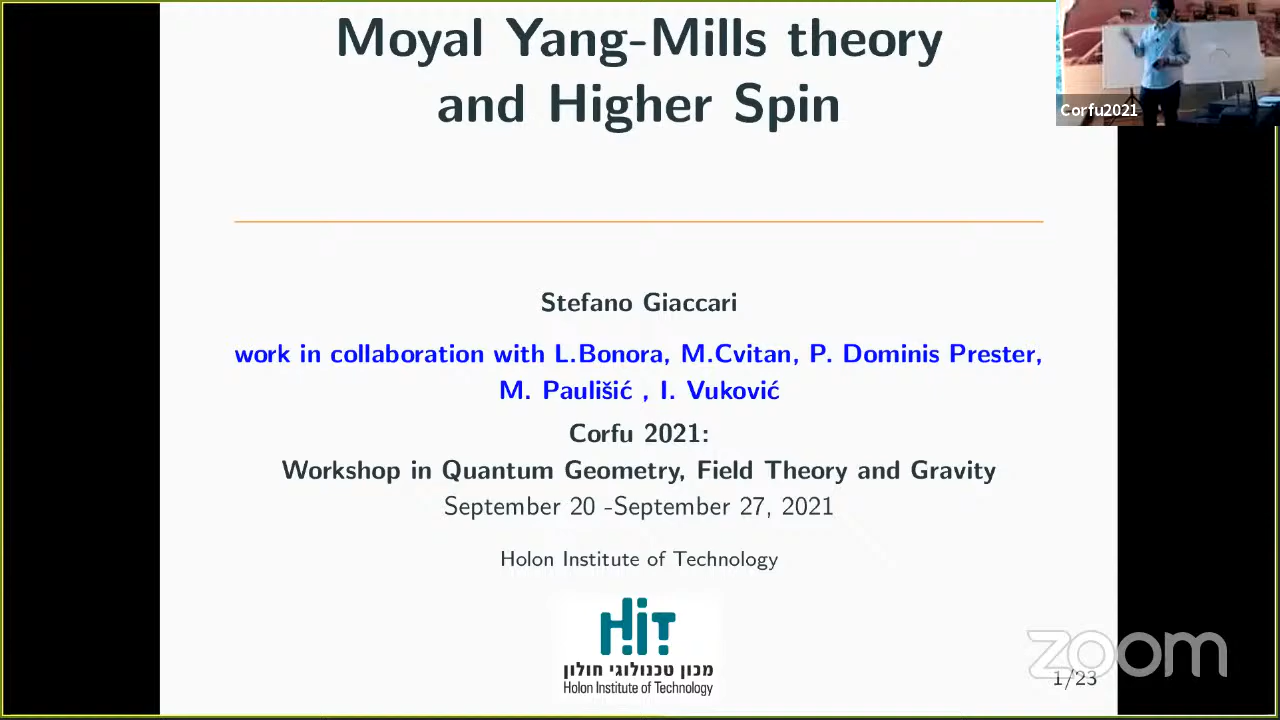 Moyal Yang-Mills theory
and Higher Spin
Corfu2021
Stefano Giaccari
work in collaboration with L.Bonora, M.Cvitan, P. Dominis Prester,
M. Paulišić , I. Vuković
Corfu 2021:
Workshop in Quantum Geometry, Field Theory and Gravity
September 20 -September 27, 2021
Holon Institute of Technology
HiT
מכון טכנולוגי חולון
Holon Institute of Technology
zoom
1/23